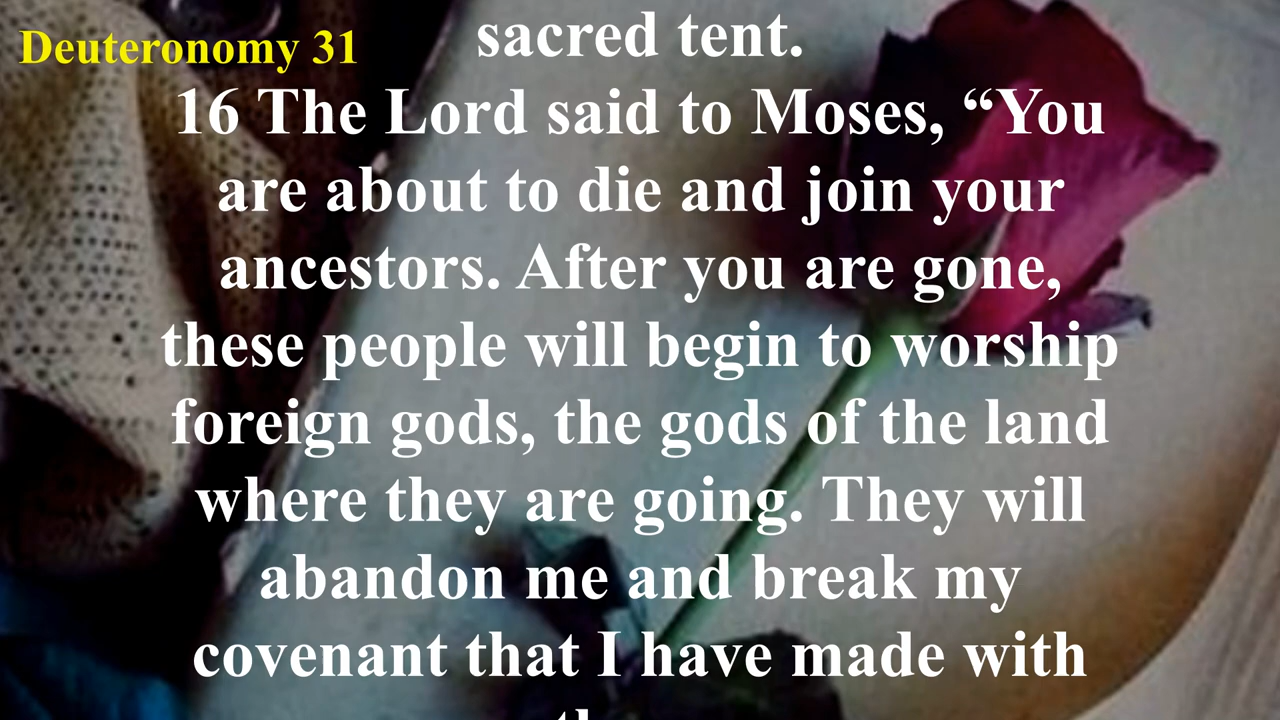 Deuteronomy 31
sacred tent.
16 The Lord said to Moses, “You
are about to die and join your
ancestors. After you are gone,
these people will begin to worship
foreign gods, the gods of the land
where they are going. They will
abandon me and break my
covenant that I have made with